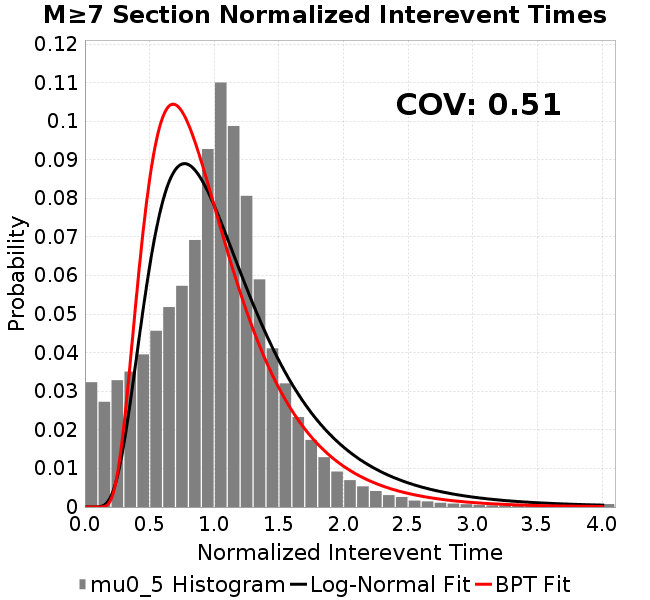 M≥7 Section Normalized Interevent Times
0.12
0.11
0.1
0.09
0.08
0.07
0.06
0.05
0.04
0.03
0.02
0.01
0
Probability
COV: 0.51
0.0 0.5 1.0 1.5 2.0 2.5 3.0 3.5 4.0
Normalized Interevent Time
mu0_5 Histogram Log-Normal Fit BPT Fit